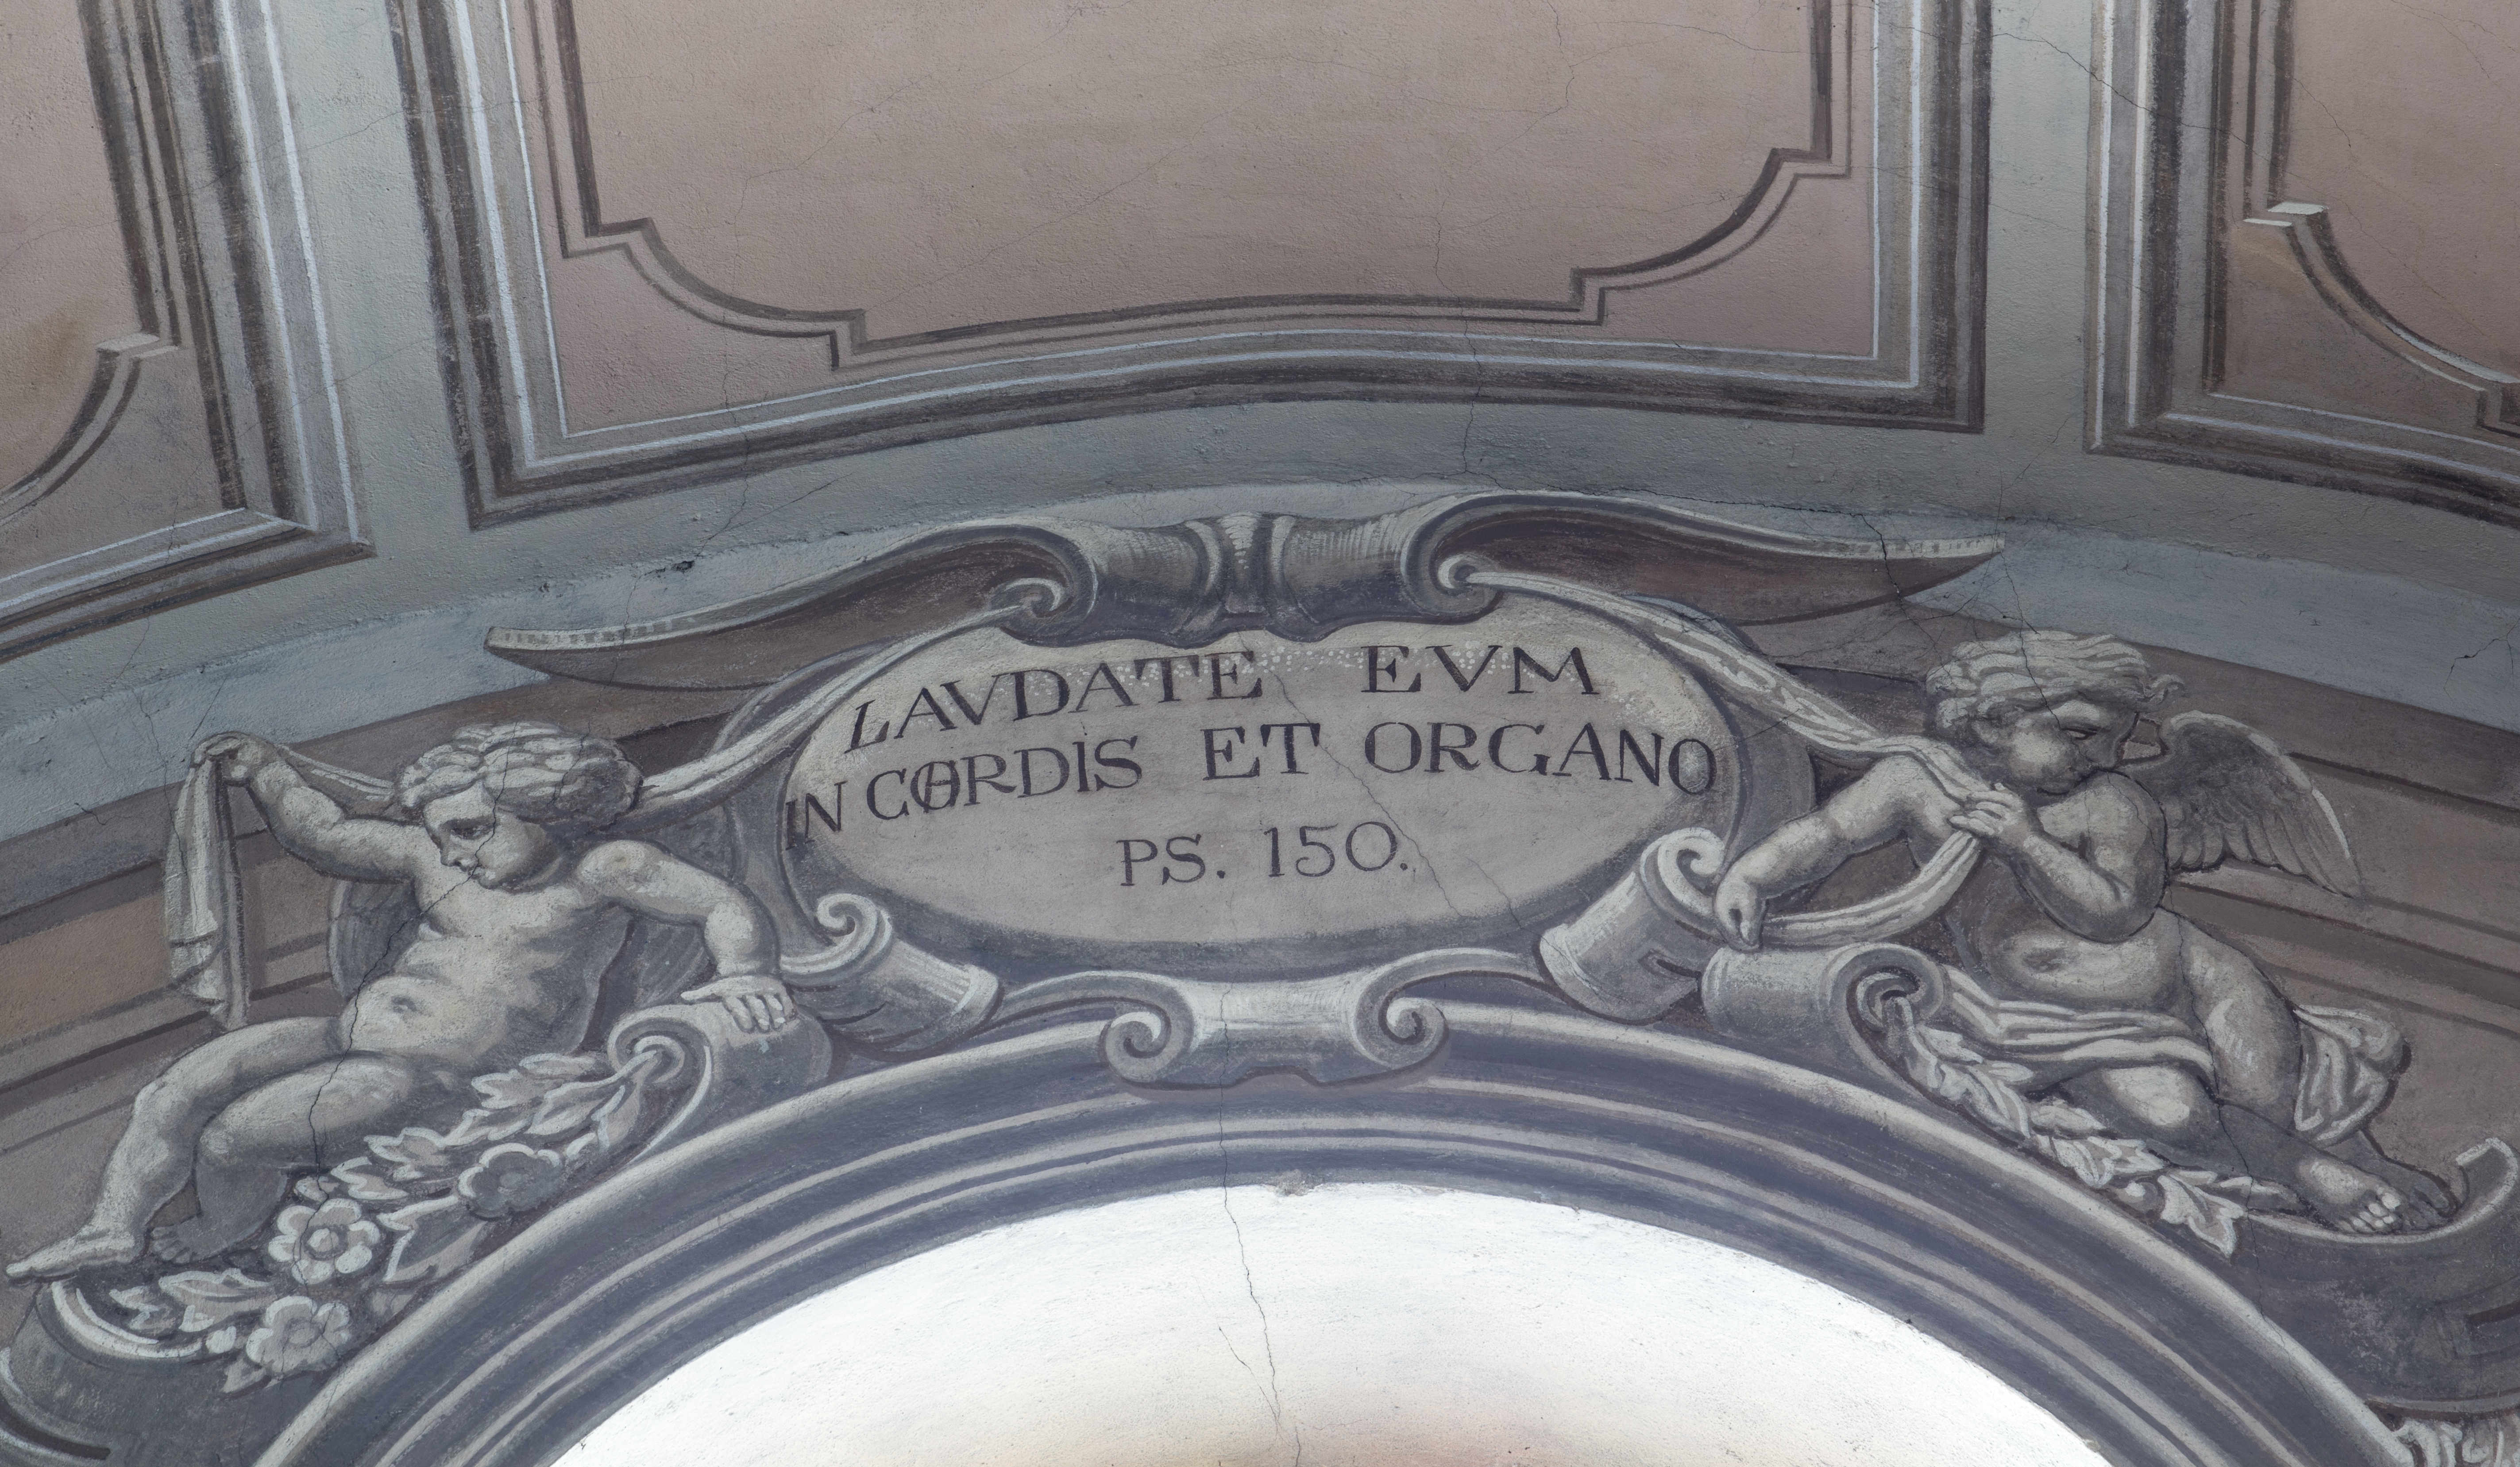 LAVDATE EVM
IN CORDIS ET ORGANO
PS. 150.